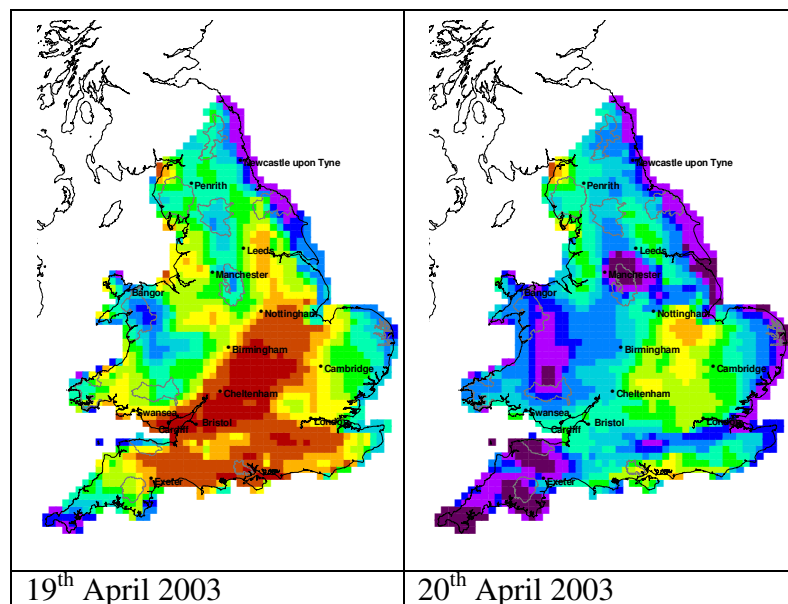 Newcastle upon Tyne
Penrith
Leeds
Manchester
Bangor
Nottingham
Birmingham
Cambridge
Cheltenham
Swansea
London
Cardiff
Bristol
Exeter
19th April 2003
Newcastle upon Tyne
Penrith
Leeds
Manchester
Bangor
Nottingham
Birmingham
Cambridge
Cheltenham
Swansea
London
Cardiff
Bristol
Exeter
20th April 2003